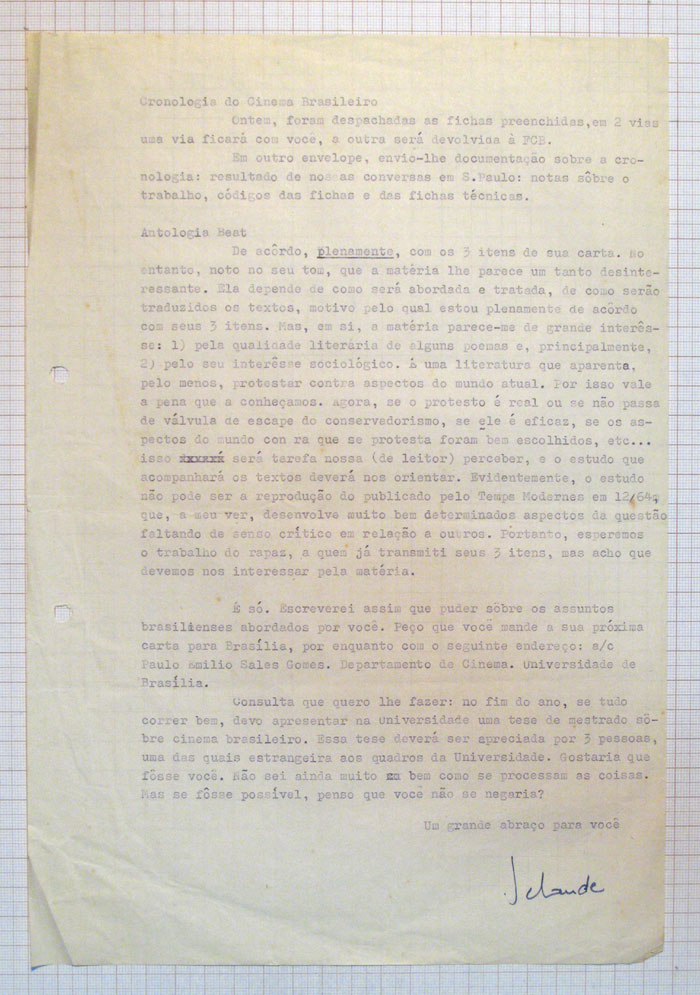 Cronologia do Cinema Brasileiro
Ontem, foram despachadas as fichas preenchidas,em 2 vias
uma via ficará com você, a outra será devolvida à FCB.
Em outro envelope, envio-lhe documentação sôbre a cro-
nologia: resultado de nossas conversas em S.Paulo: notas sôbre o
trabalho, códigos das fichas e das fichas técnicas.
Antologia Beat
De acôrdo, plenamente, com os 3 itens de sua carta. No
entanto, noto no seu tom, que a matéria lhe parece um tanto desinte-
ressante. Ela depende de como será abordada e tratada, de como serão
traduzidos os textos, motivo pelo qual estou plenamente de acôrdo
com seus 3 itens. Mas, em si, a matéria parece-me de grande interês-
se: 1) pela qualidade literária de alguns poemas e, principalmente,
2) pelo seu interêsse sociológico. É uma literatura que aparenta,
pelo menos, protestar contra aspectos do mundo atual. Por isso vale
a pena que a conheçamos. Agora, se o protesto é real ou se não passa
de válvula de escape do conservadorismo, se ele é eficaz, se os as-
pectos do mundo con ra que se protesta foram bem escolhidos, etc...
isso será tarefa nossa (de leitor) perceber, e o estudo que
acompanhará os textos deverá nos orientar. Evidentemente, o estudo
não pode ser a reprodução do publicado pelo Temps Modernes em 12/64,
que, a meu ver, desenvolve muito bem determinados aspectos da questão
faltando de senso crítico em relação a outros. Portanto, esperemos
o trabalho do rapaz, a quem já transmiti seus 3 itens, mas acho que
devemos nos interessar pela matéria.
É só. Escreverei assim que puder sôbre os assuntos
brasilienses abordados por você. Peço que você mande a sua próxima
carta para Brasília, por enquanto com o seguinte endereço: a/c
Paulo Emilio Sales Gomes. Departamento de Cinema. Universidade de
Brasília.
Consulta que quero lhe fazer: no fim do ano, se tudo
correr bem, devo apresentar na Universidade uma tese de mestrado sô-
bre cinema brasileiro. Essa tese deverá ser apreciada por 3 pessoas,
uma das quais estrangeira aos quadros da Universidade. Gostaria que
fôsse você. Não sei ainda muito bem como se processam as coisas.
Mas se fôsse possível, penso que você não se negaria?
Um grande abraço para você